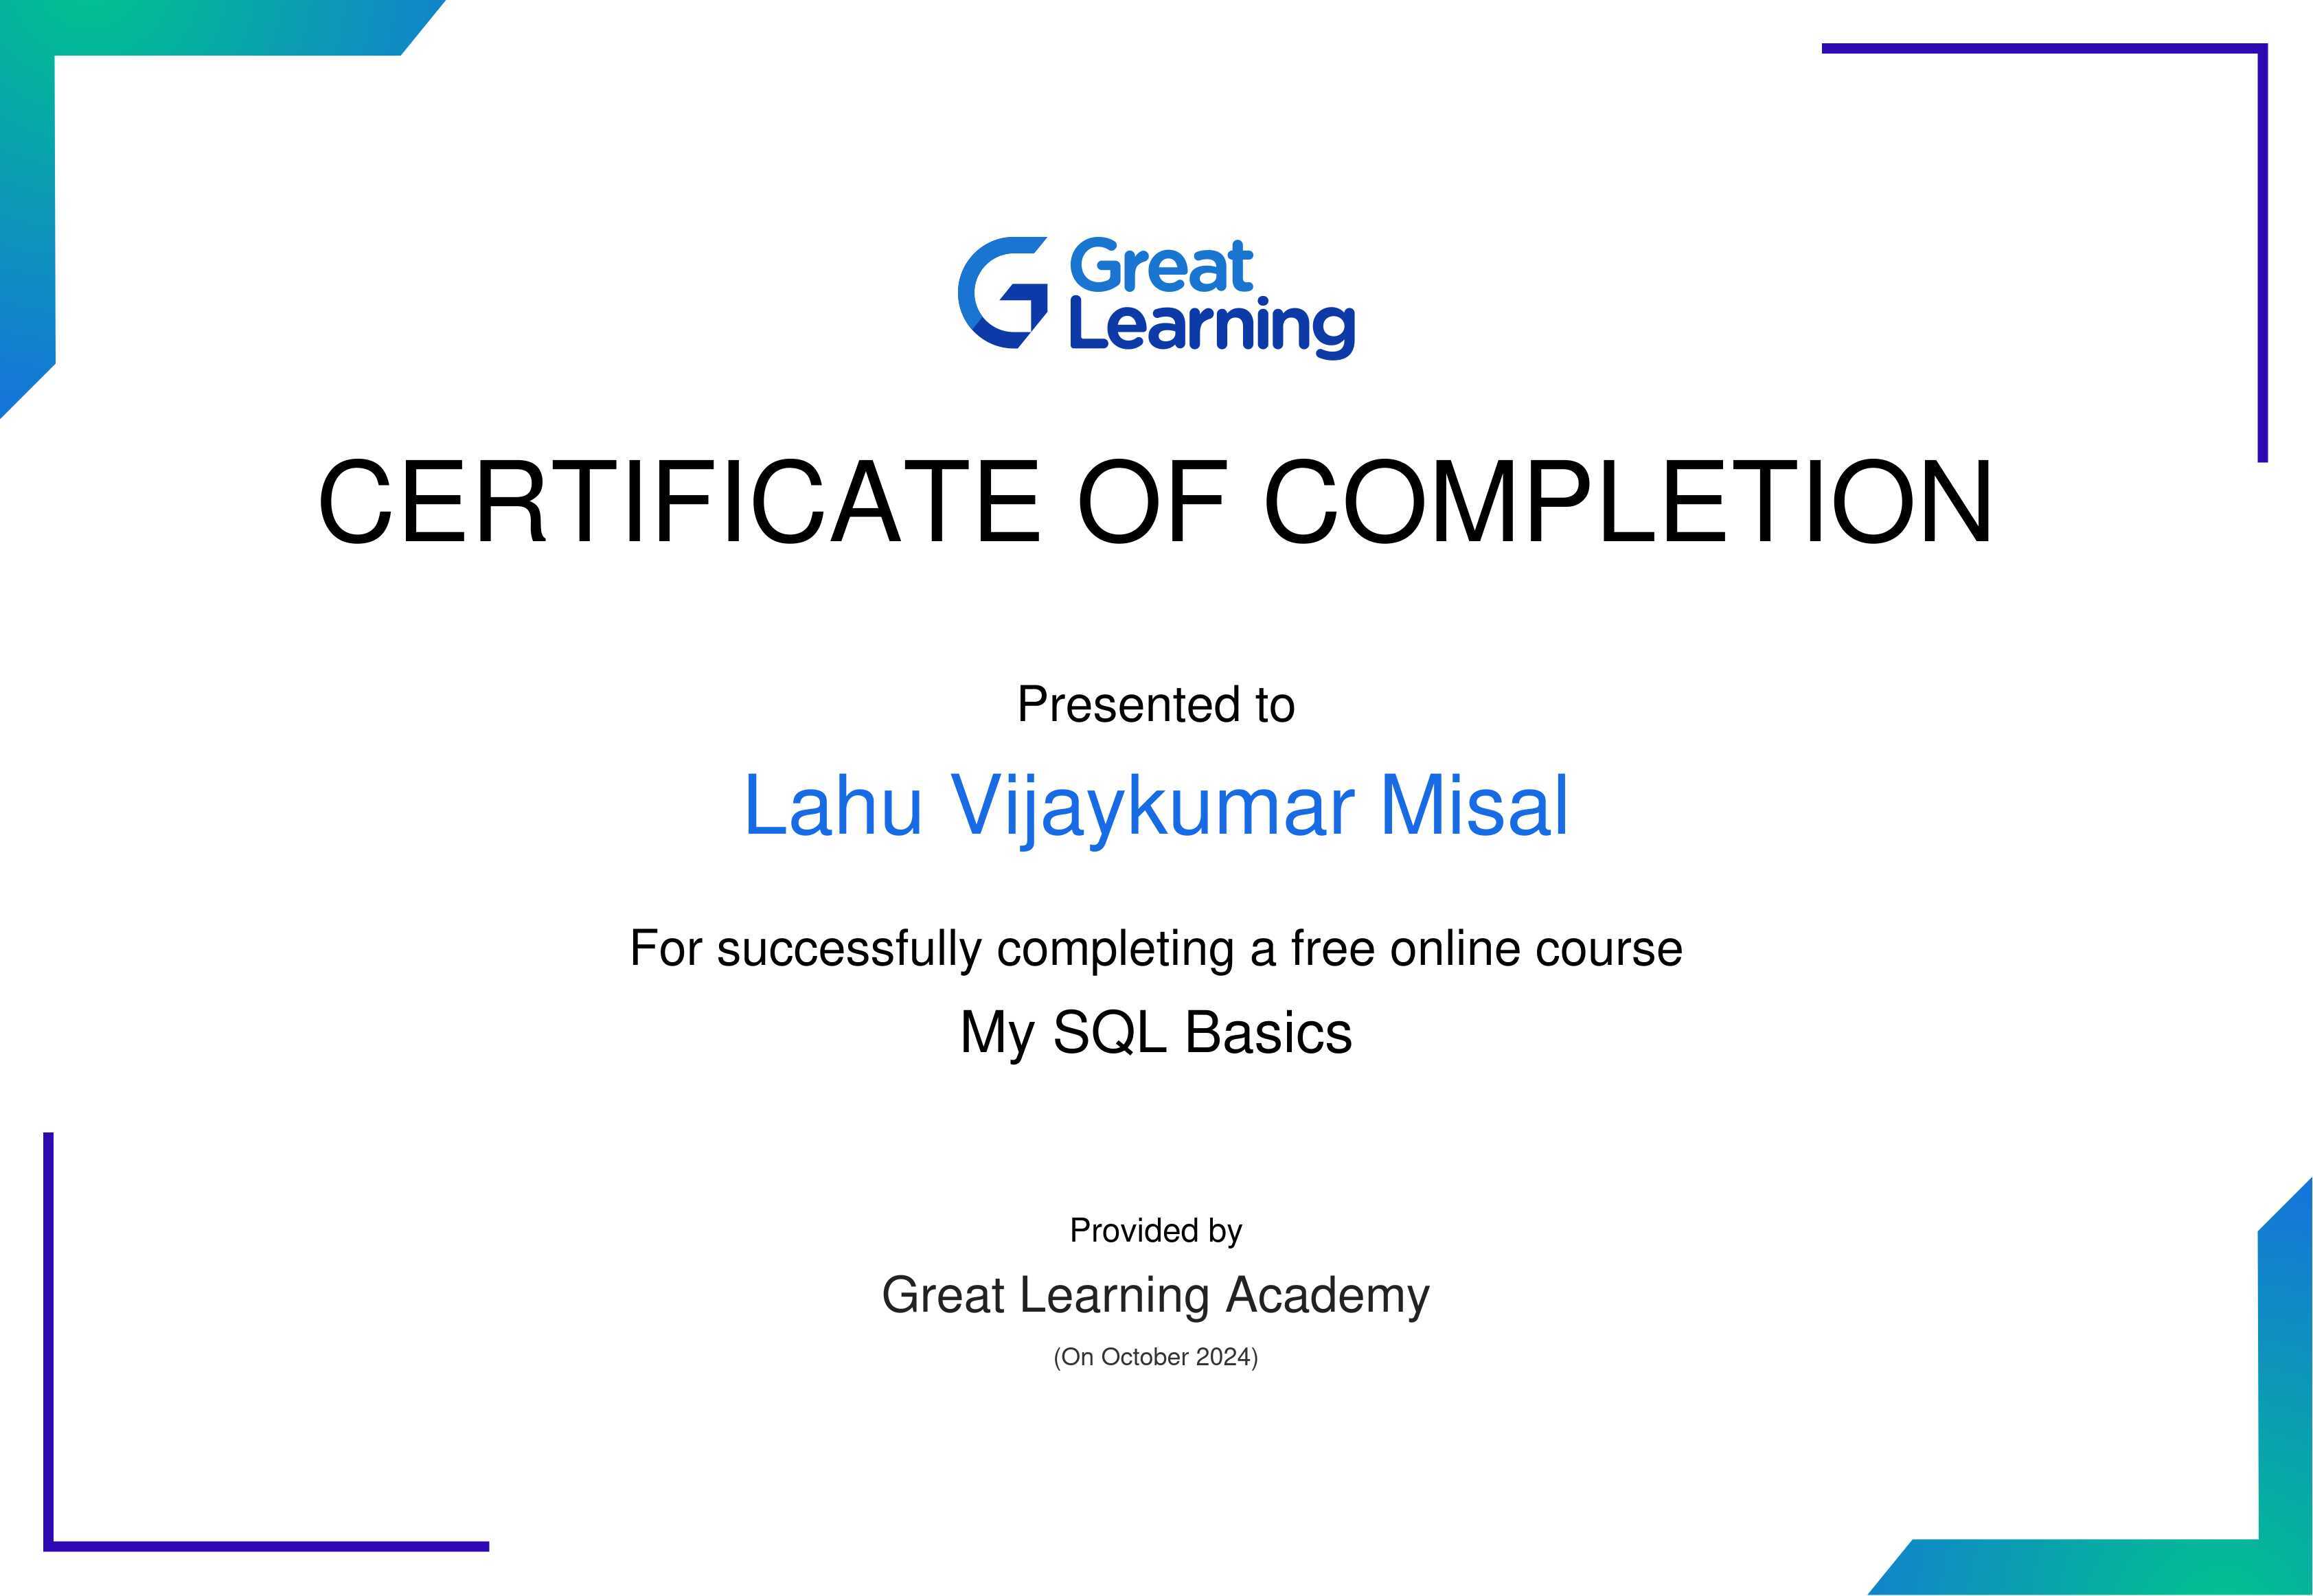 Great
Learning
CERTIFICATE OF COMPLETION
Presented to
Lahu Vijaykumar Misal
For successfully completing a free online course
My SQL Basics
Provided by
Great Learning Academy
(On October 2024)